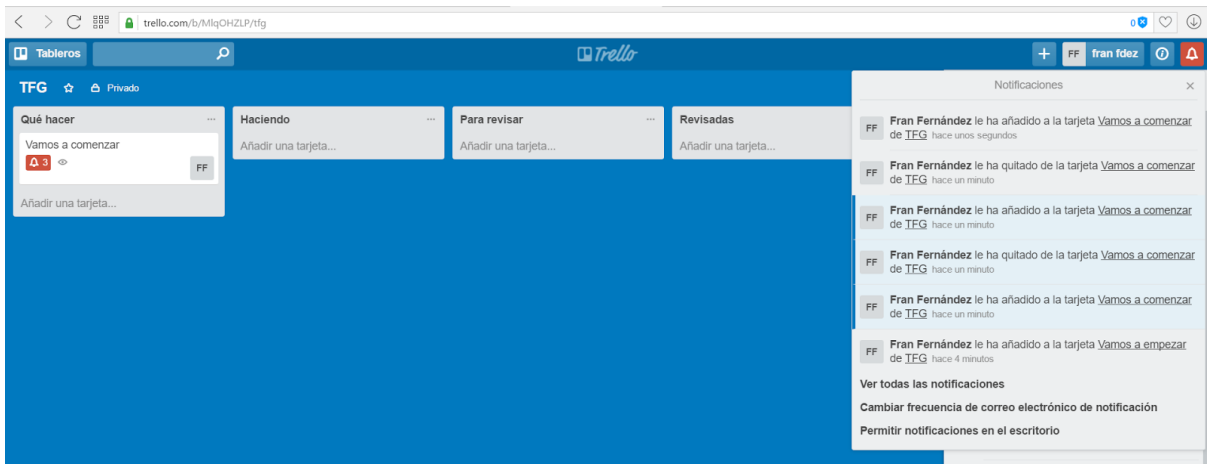 trello.com/b/MlqOHZLP/tfg
0
Tableros
Trello
+
FF fran fdez
TFG
Privado
Qué hacer ...
Vamos a comenzar
3
FF
Añadir una tarjeta...
Haciendo ...
Añadir una tarjeta...
Para revisar ...
Añadir una tarjeta...
Revisadas
Añadir una tarjeta...
Notificaciones
FF
Fran Fernández le ha añadido a la tarjeta Vamos a comenzar
de TFG hace unos segundos
FF
Fran Fernández le ha quitado de la tarjeta Vamos a comenzar
de TFG hace un minuto
FF
Fran Fernández le ha añadido a la tarjeta Vamos a comenzar
de TFG hace un minuto
FF
Fran Fernández le ha quitado de la tarjeta Vamos a comenzar
de TFG hace un minuto
FF
Fran Fernández le ha añadido a la tarjeta Vamos a comenzar
de TFG hace un minuto
FF
Fran Fernández le ha añadido a la tarjeta Vamos a empezar
de TFG hace 4 minutos
Ver todas las notificaciones
Cambiar frecuencia de correo electrónico de notificación
Permitir notificaciones en el escritorio